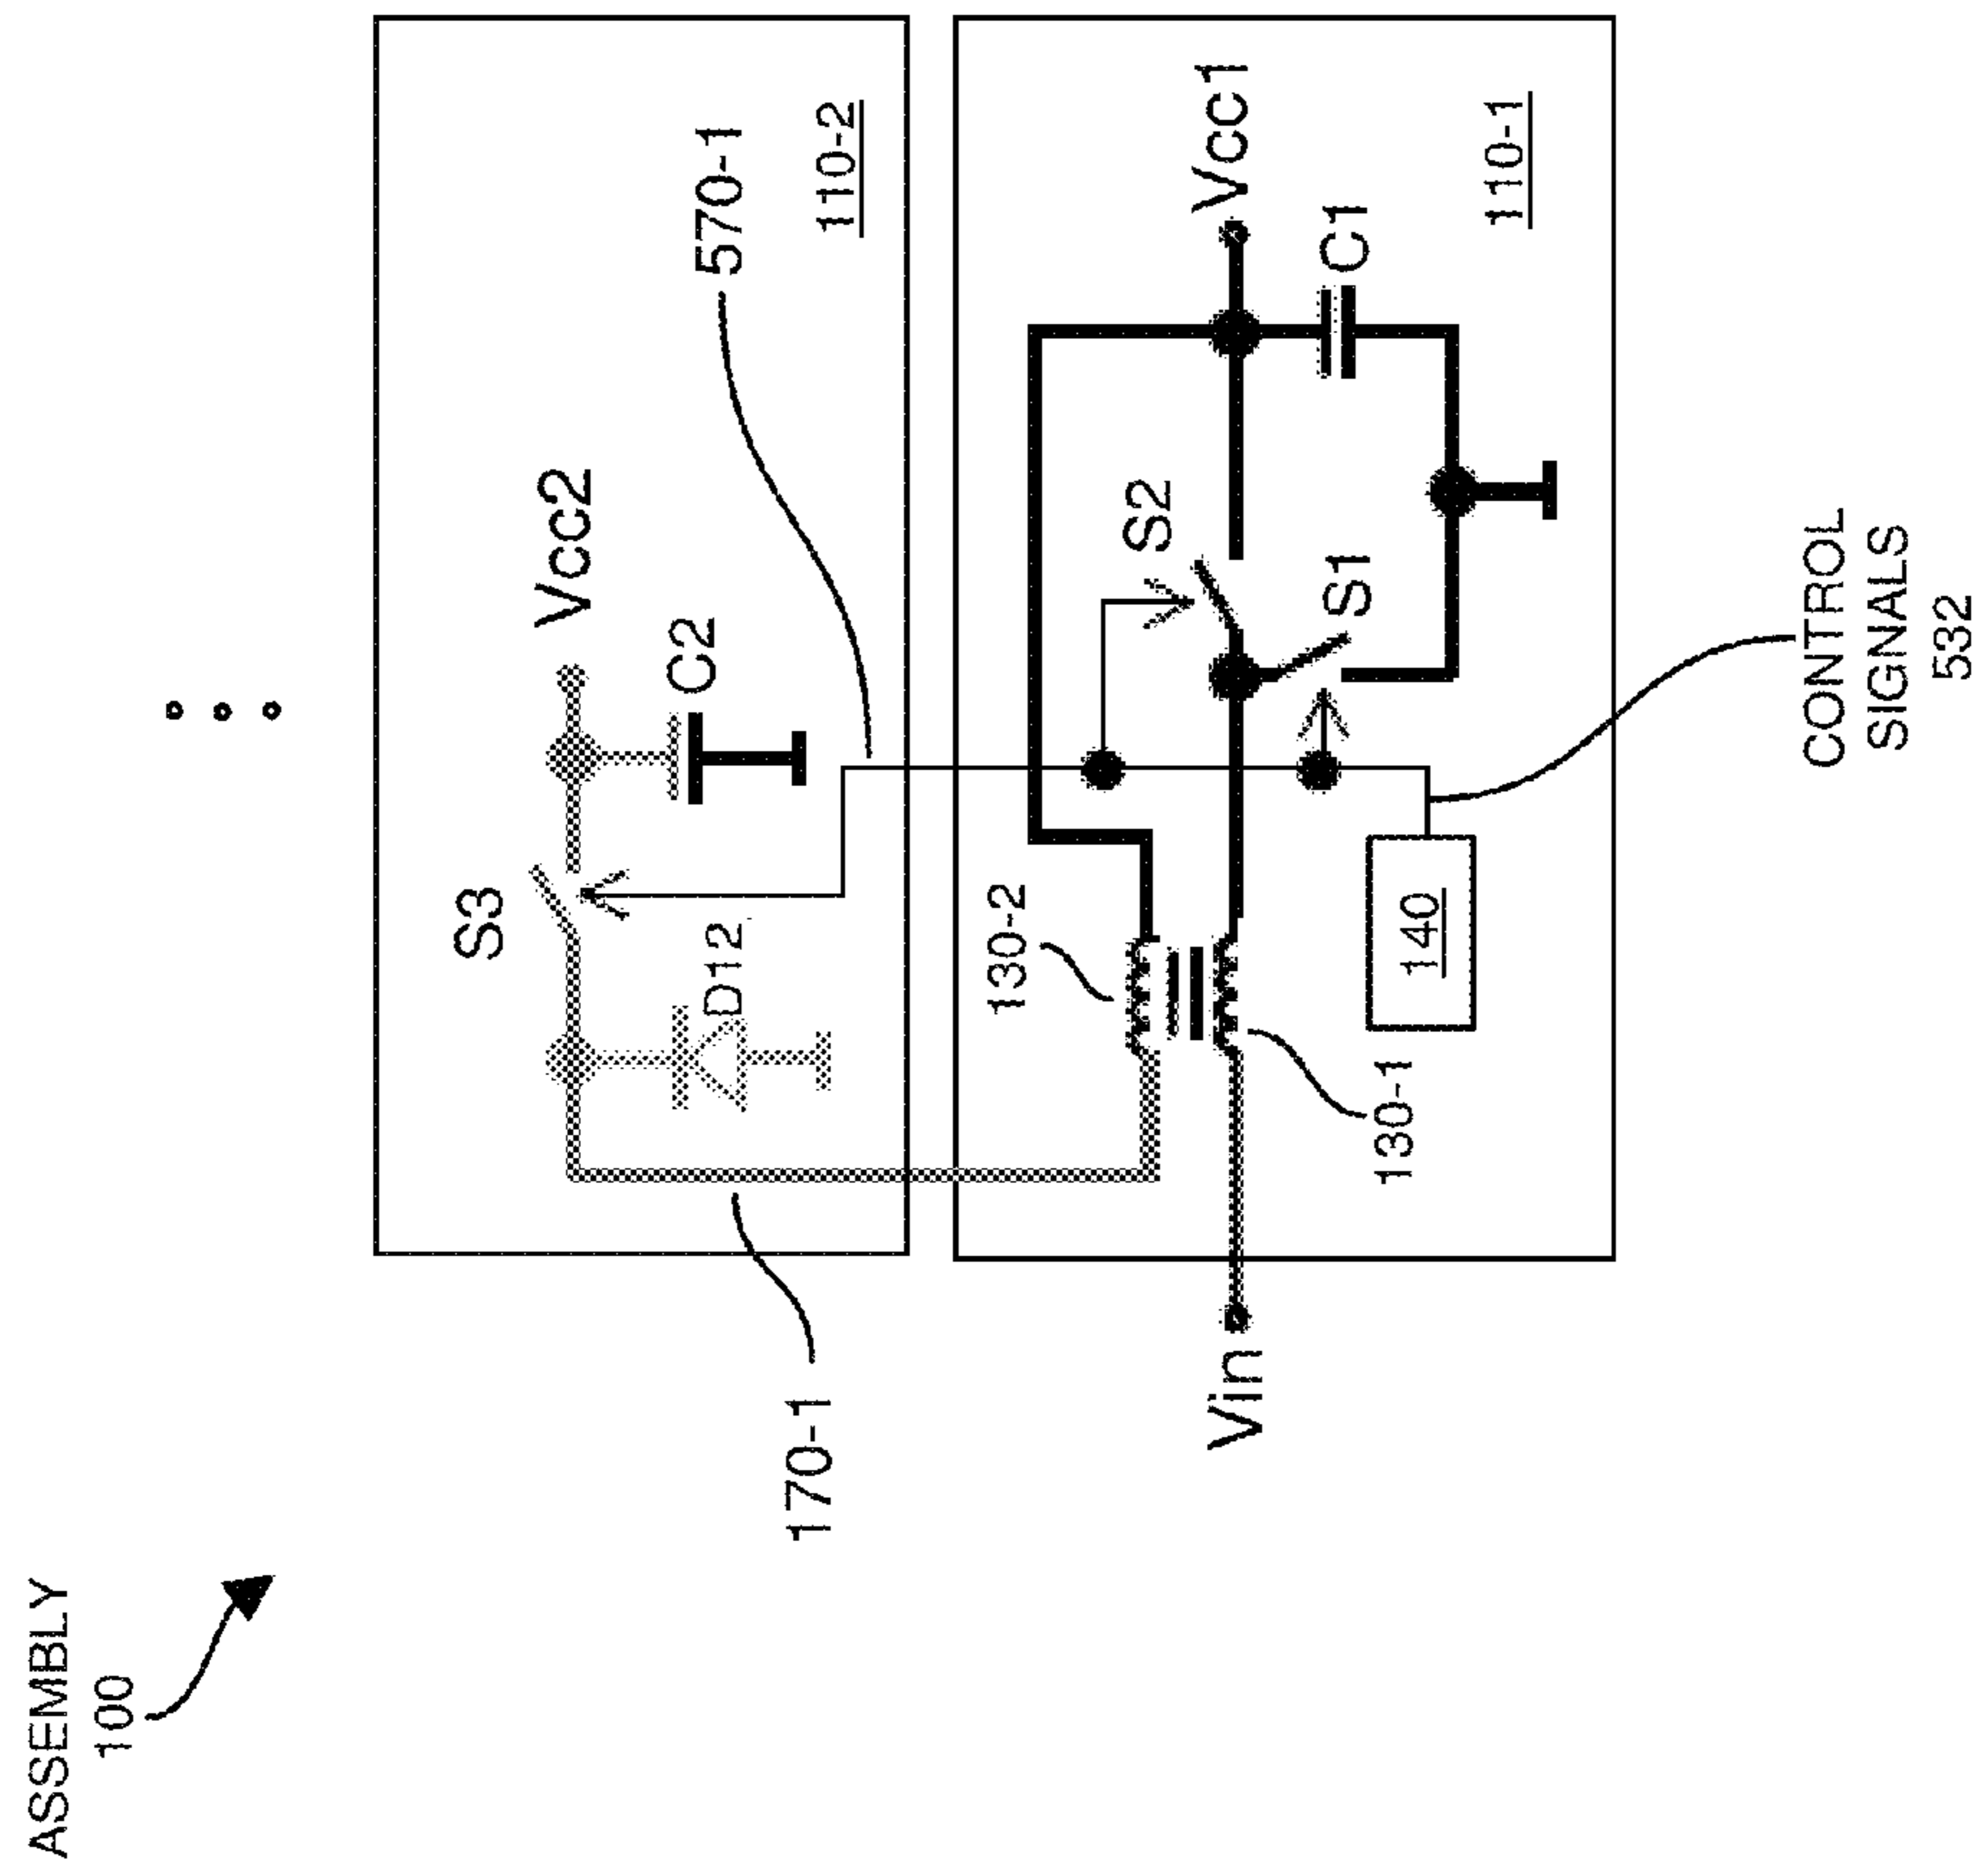 ASSEMBLY
100
170-1
S3
D12
Vcc2
C2
570-1
110-2
Vin
130-2
130-1
140
S2
S1
C1
Vcc1
110-1
CONTROL
SIGNALS
532